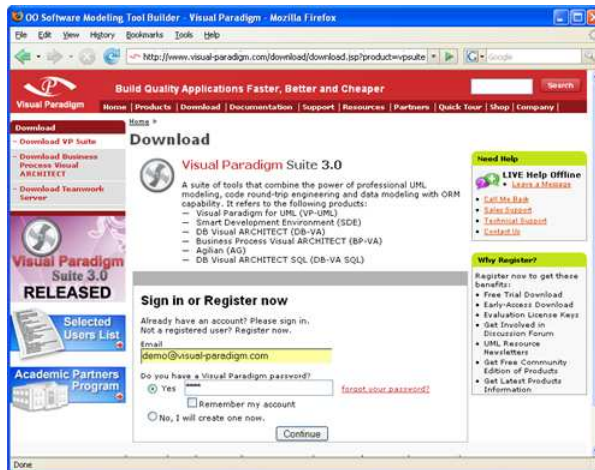 OO Software Modeling Tool Builder - Visual Paradigm - Mozilla Firefox
File Edit View History Bookmarks Tools Help
http://www.visual-paradigm.com/download/download.jsp?product=vpsuite
Google
Visual Paradigm
Build Quality Applications Faster, Better and Cheaper
Search
Home | Products | Download | Documentation | Support | Resources | Partners | Quick Tour | Shop | Company |
Download
- Download VP Suite
- Download Business
Process Visual
ARCHITECT
- Download Teamwork
Server
Visual Paradigm
Suite 3.0
RELEASED
Selected
Users List
Academic Partners
Program
Home »
Download
Visual Paradigm Suite 3.0
A suite of tools that combine the power of professional UML
modeling, code round-trip engineering and data modeling with ORM
capability. It refers to the following products:
— Visual Paradigm for UML (VP-UML)
— Smart Development Environment (SDE)
— DB Visual ARCHITECT (DB-VA)
— Business Process Visual ARCHITECT (BP-VA)
— Agilian (AG)
— DB Visual ARCHITECT SQL (DB-VA SQL)
Sign in or Register now
Already have an account? Please sign in.
Not a registered user? Register now.
Email
demo@visual-paradigm.com
Do you have a Visual Paradigm password?
Yes ****
forgot your password?
Remember my account
No, I will create one now.
Continue
Need Help
LIVE Help Offline
Leave a Message
• Call Me Back
• Sales Support
• Technical Support
• Contact Us
Why Register?
Register now to get these
benefits:
• Free Trial Download
• Early-Access Download
• Evaluation License Keys
• Get Involved in
Discussion Forum
• UML Resource
Newsletters
• Get Free Community
Edition of Products
• Get Latest Products
Information
Done